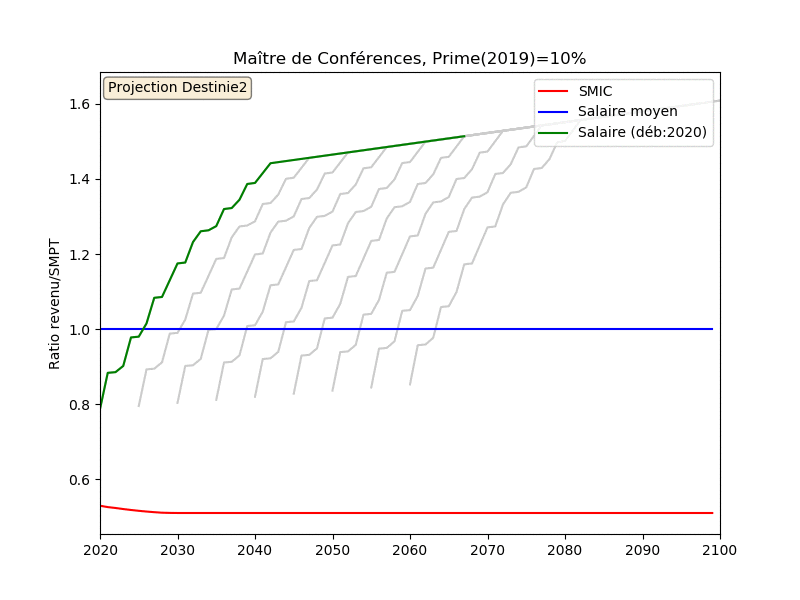 Maître de Conférences, Prime(2019)=10%
Projection Destinie2
SMIC
Salaire moyen
Salaire (déb:2020)
Ratio revenu/SMPT
1.6
1.4
1.2
1.0
0.8
0.6
2020 2030 2040 2050 2060 2070 2080 2090 2100